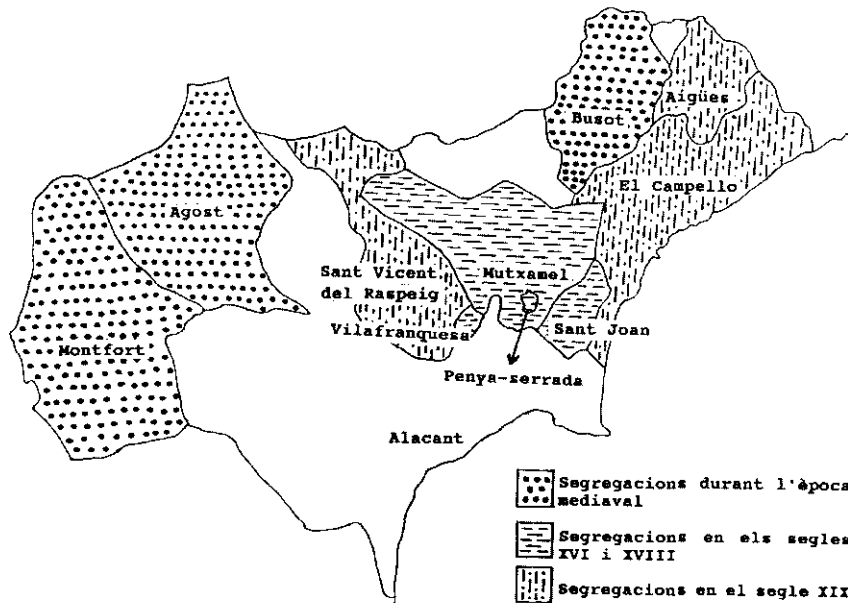 Busot
Aigües
El Campello
Agost
Sant Vicent
del Raspeig
Mutxamel
Vilafranquesa
Sant Joan
Montfort
Penya-serrada
Alacant
Segregacions durant l'època
mediaval
Segregacions en els segles
XVI i XVIII
Segregacions en el segle XIX